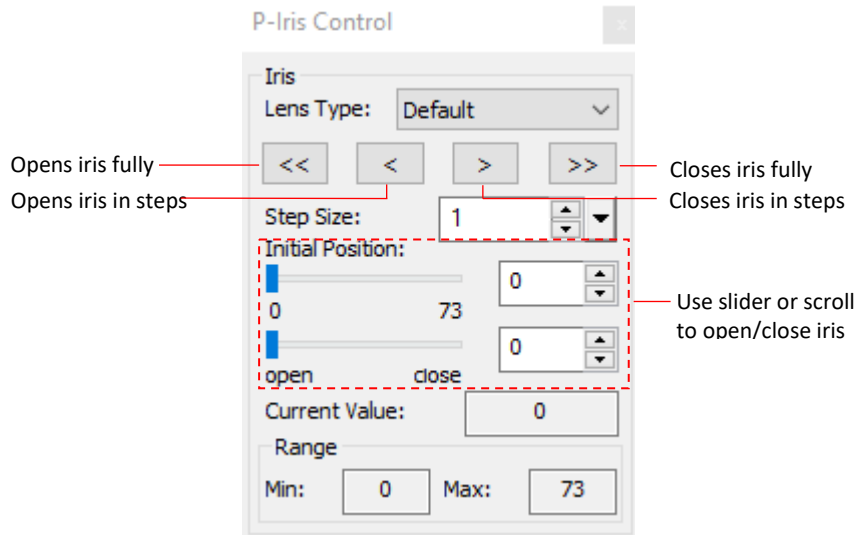 P-Iris Control
x
Iris
Lens Type: Default
Opens iris fully << < > >> Closes iris fully
Opens iris in steps Closes iris in steps
Step Size: 1
Initial Position:
0
0 73
Use slider or scroll
to open/close iris
0
open close
Current Value: 0
Range
Min: 0 Max: 73